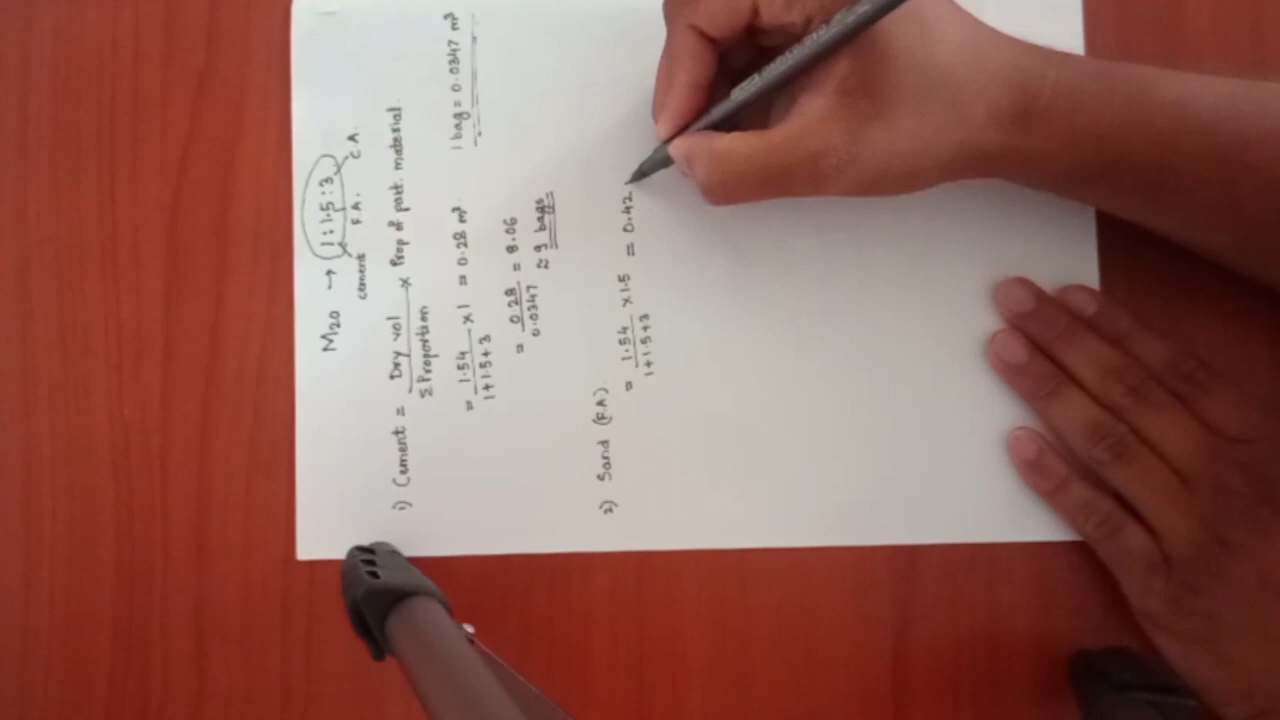 M20 → 1 : 1.5 : 3
cement F.A. C.A.
1) Cement = Dry vol / Σ Proportion × Prop of part. material.
= 1.54 / 1+1.5+3 × 1 = 0.28 m³. 1 bag = 0.0347 m³
= 0.28 / 0.0347 = 8.06
≈ 9 bags
2) Sand (F.A).
= 1.54 / 1+1.5+3 × 1.5 = 0.42